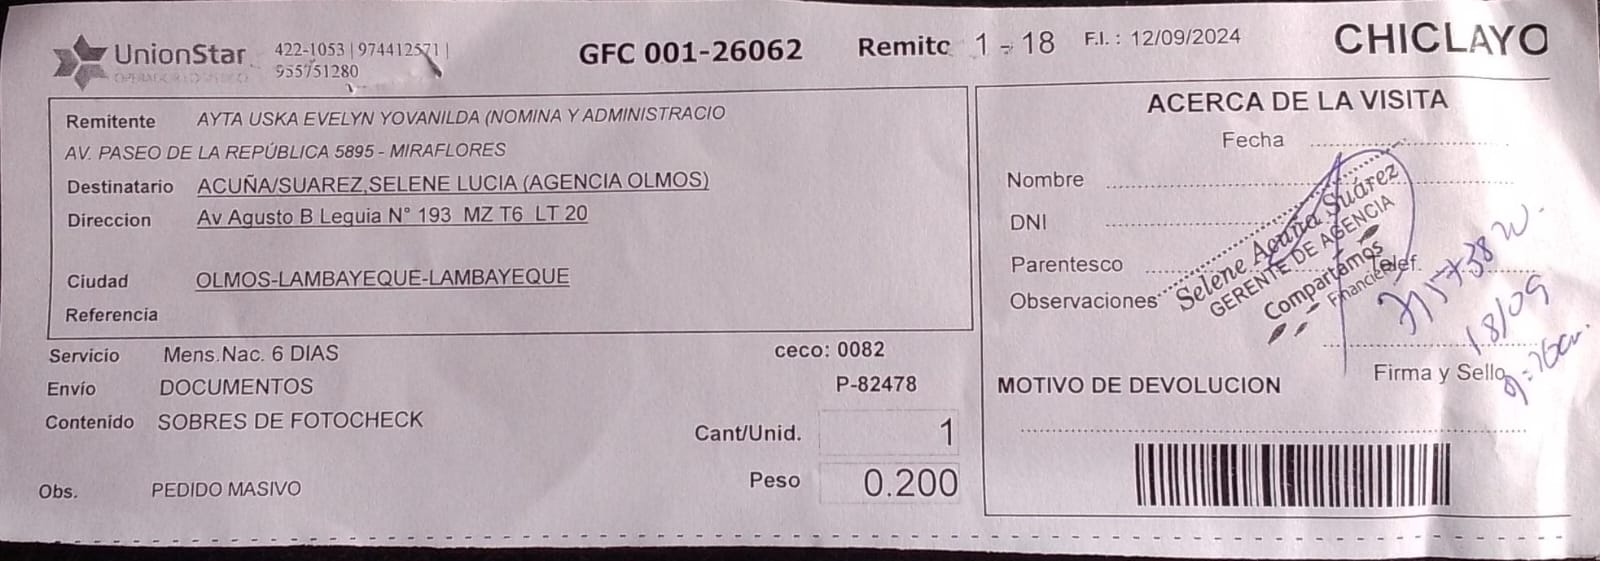 UnionStar
422-1053 | 974412571 |
955751280
GFC 001-26062
Remito 1 - 18
F.I. : 12/09/2024
CHICLAYO
Remitente AYTA USKA EVELYN YOVANILDA (NOMINA Y ADMINISTRACIO
AV. PASEO DE LA REPÚBLICA 5895 - MIRAFLORES
Destinatario ACUÑA/SUAREZ,SELENE LUCIA (AGENCIA OLMOS)
Direccion Av Agusto B Leguia N° 193 MZ T6 LT 20
Ciudad OLMOS-LAMBAYEQUE-LAMBAYEQUE
Referencia
Servicio Mens.Nac. 6 DIAS
ceco: 0082
Envío DOCUMENTOS
P-82478
Contenido SOBRES DE FOTOCHECK
Cant/Unid. 1
Peso 0.200
Obs. PEDIDO MASIVO
ACERCA DE LA VISITA
Fecha
Nombre
DNI
Parentesco
Telef.
Observaciones
Selene Acuña Suárez
GERENTE DE AGENCIA
Compartamos
Financiera
18/09
Firma y Sello
MOTIVO DE DEVOLUCION